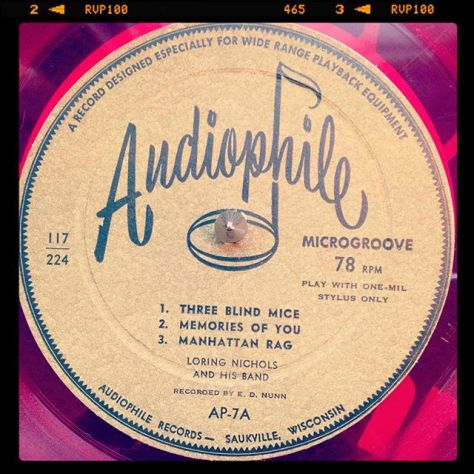 2 RVP100 465 3 RVP100
A RECORD DESIGNED ESPECIALLY FOR WIDE RANGE PLAYBACK EQUIPMENT
Audiophile
117
224
MICROGROOVE
78 RPM
PLAY WITH ONE-MIL
STYLUS ONLY
1. THREE BLIND MICE
2. MEMORIES OF YOU
3. MANHATTAN RAG
LORING NICHOLS
AND HIS BAND
RECORDED BY E. D. NUNN
AP-7A
AUDIOPHILE RECORDS — SAUKVILLE, WISCONSIN